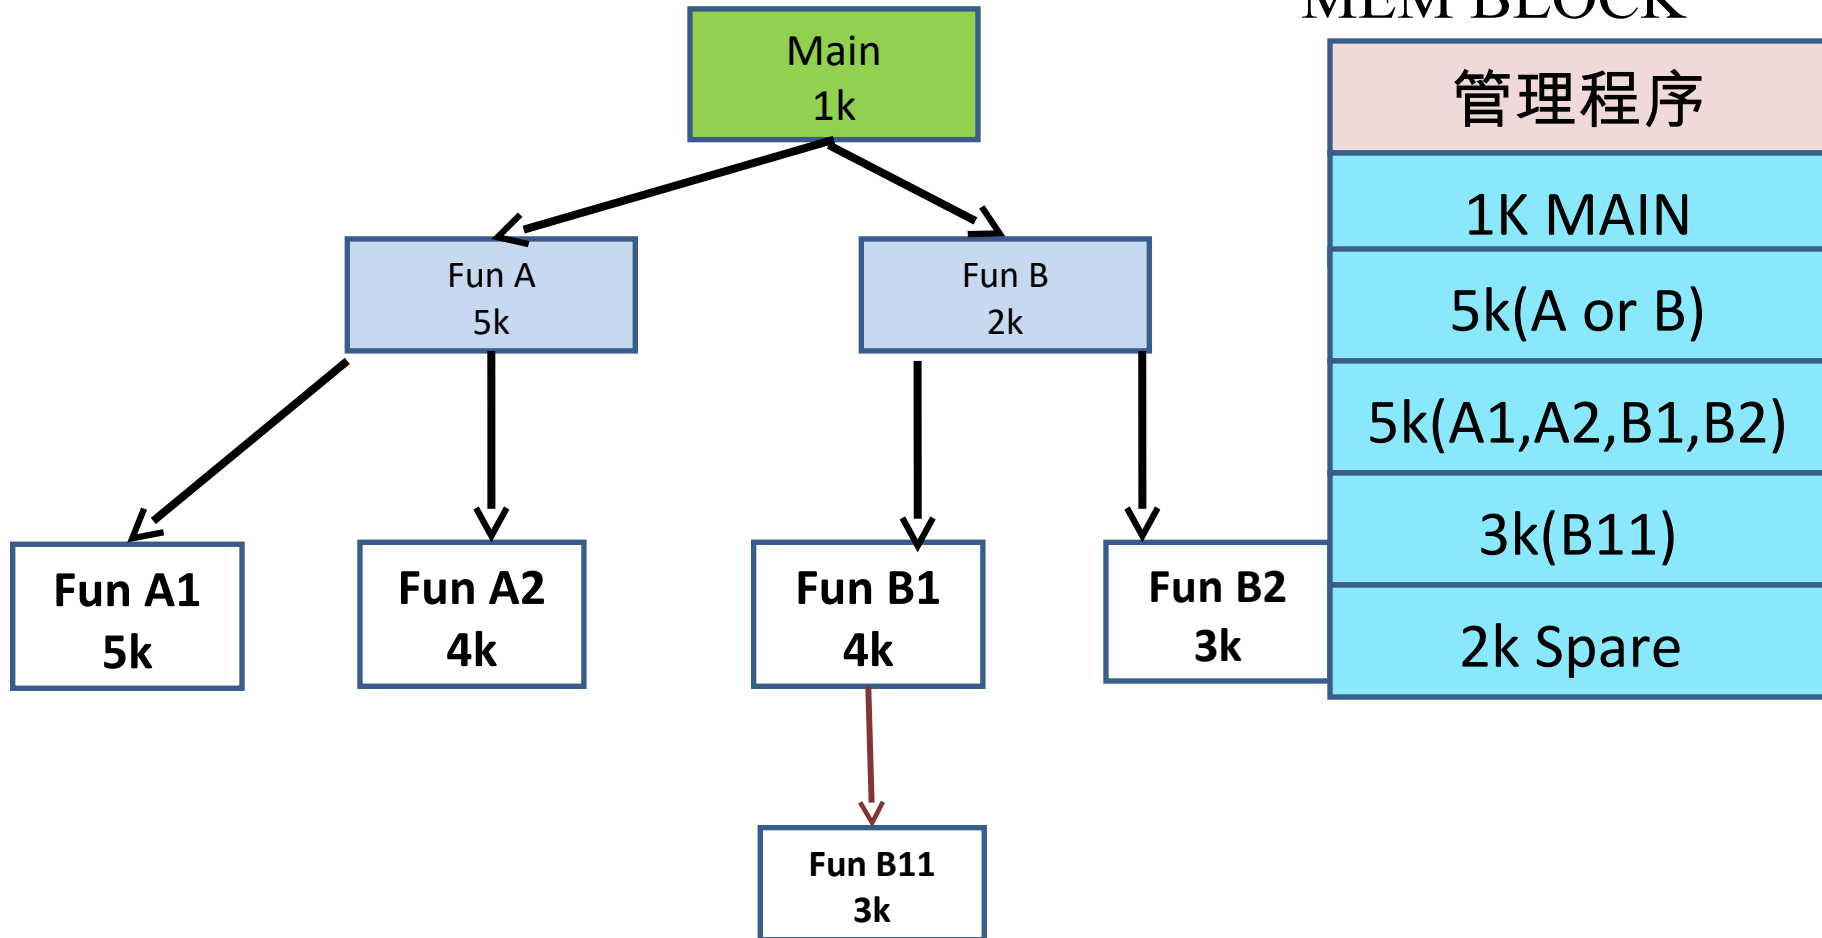 MEM BLOCK
Main
1k
Fun A
5k
Fun B
2k
Fun A1
5k
Fun A2
4k
Fun B1
4k
Fun B2
3k
Fun B11
3k
管理程序
1K MAIN
5k(A or B)
5k(A1,A2,B1,B2)
3k(B11)
2k Spare